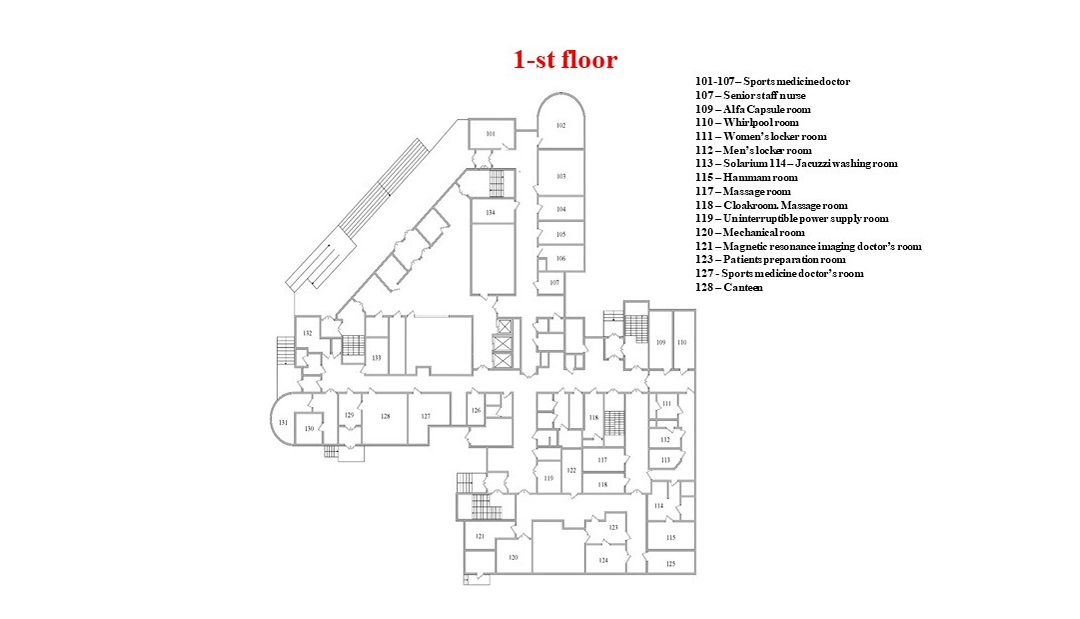 1-st floor
101-107 – Sports medicine doctor
107 – Senior staff nurse
109 – Alfa Capsule room
110 – Whirlpool room
111 – Women's locker room
112 – Men's locker room
113 – Solarium 114 – Jacuzzi washing room
115 – Hammam room
117 – Massage room
118 – Cloakroom. Massage room
119 – Uninterruptible power supply room
120 – Mechanical room
121 – Magnetic resonance imaging doctor's room
123 – Patients preparation room
127 - Sports medicine doctor's room
128 – Canteen
102
101
103
134
104
105
106
107
132
133
109
110
111
131
130
129
128
127
126
118
132
117
113
122
119
118
114
121
120
123
124
115
125